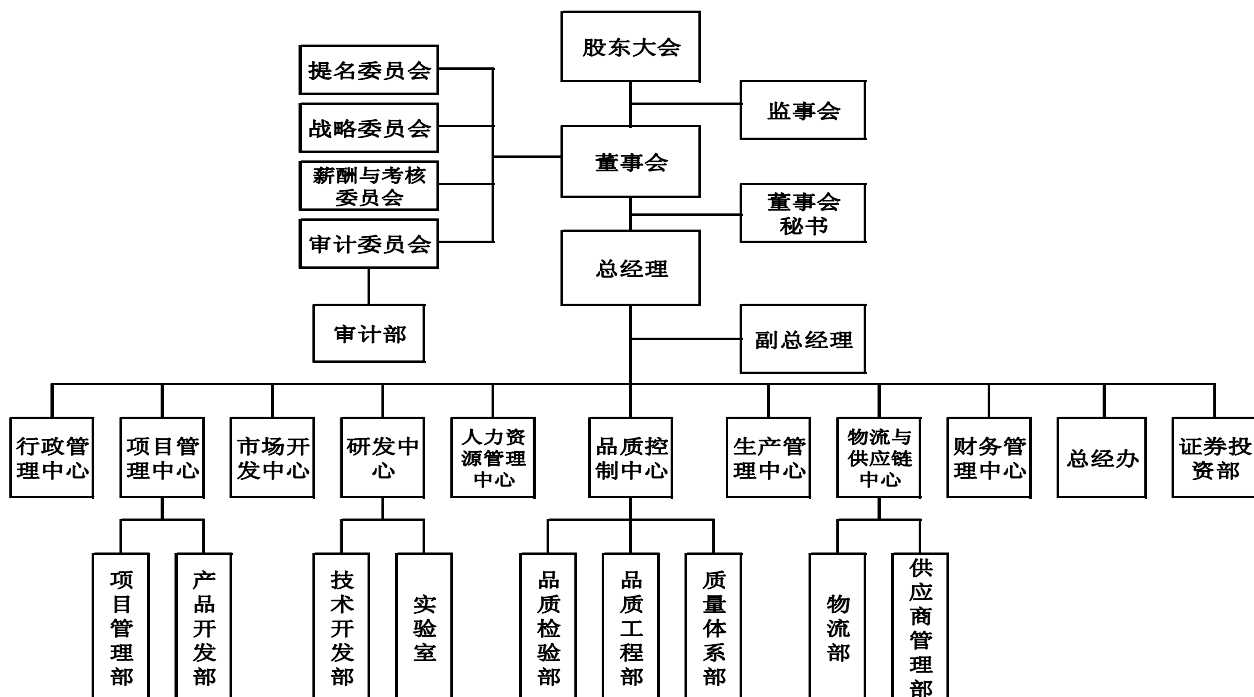 股东大会
提名委员会
监事会
战略委员会
董事会
薪酬与考核
委员会
董事会
秘书
审计委员会
总经理
审计部
副总经理
行政管
理中心
项目管
理中心
市场开
发中心
研发中
心
人力资
源管理
中心
品质控
制中心
生产管
理中心
物流与
供应链
中心
财务管
理中心
总经办
证券投
资部
项目管理部
产品开发部
技术开发部
实验室
品质检验部
品质工程部
质量体系部
物流部
供应商管理部